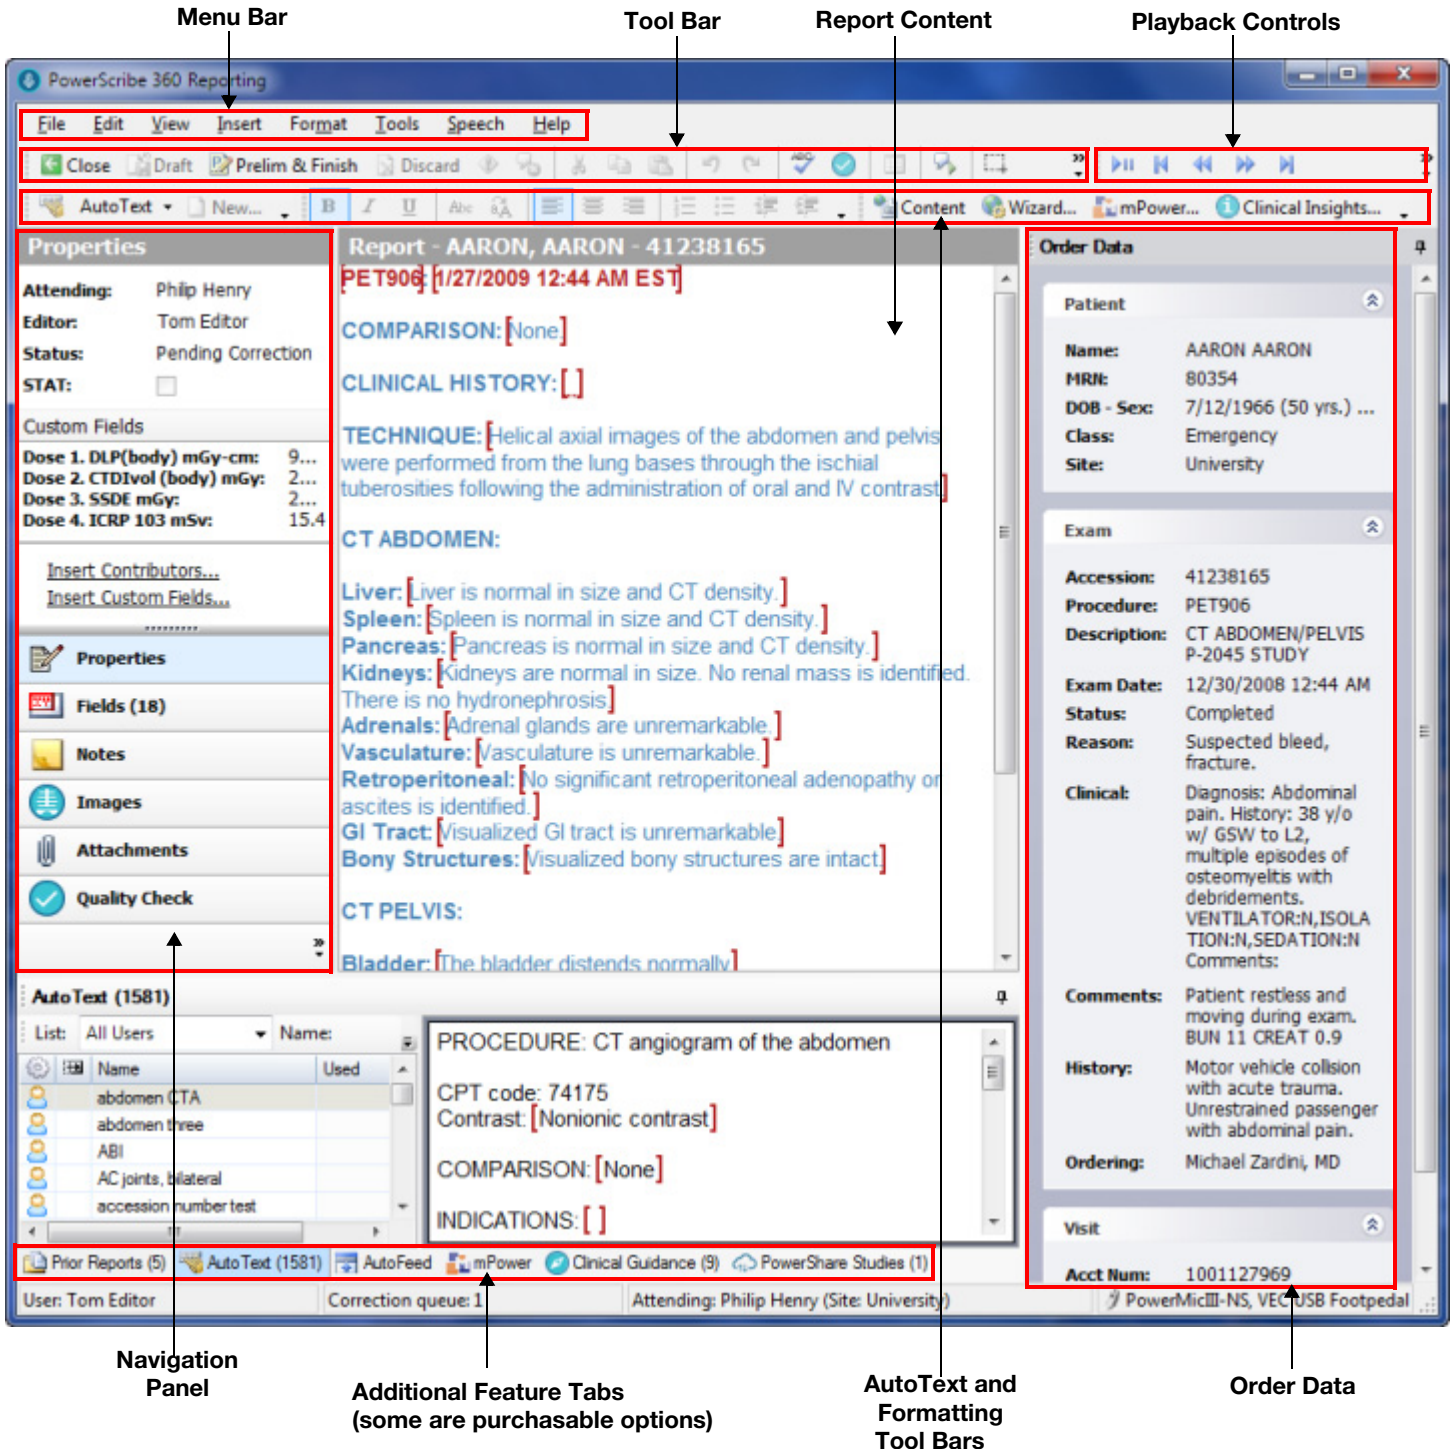 Menu Bar
Tool Bar
Report Content
Playback Controls
PowerScribe 360 Reporting
File Edit View Insert Format Tools Speech Help
Close Draft Prelim & Finish Discard
AutoText New... B I U Abc Content Wizard... mPower... Clinical Insights...
Properties
Attending: Philip Henry
Editor: Tom Editor
Status: Pending Correction
STAT:
Custom Fields
Dose 1. DLP(body) mGy-cm: 9...
Dose 2. CTDIvol (body) mGy: 2...
Dose 3. SSDE mGy: 2...
Dose 4. ICRP 103 mSv: 15.4
Insert Contributors...
Insert Custom Fields...
Properties
Fields (18)
Notes
Images
Attachments
Quality Check
Report - AARON, AARON - 41238165
[PET906]: [1/27/2009 12:44 AM EST]
COMPARISON: [None.]
CLINICAL HISTORY: [ ]
TECHNIQUE: [Helical axial images of the abdomen and pelvis
were performed from the lung bases through the ischial
tuberosities following the administration of oral and IV contrast.]
CT ABDOMEN:
Liver: [Liver is normal in size and CT density.]
Spleen: [Spleen is normal in size and CT density.]
Pancreas: [Pancreas is normal in size and CT density.]
Kidneys: [Kidneys are normal in size. No renal mass is identified.
There is no hydronephrosis.]
Adrenals: [Adrenal glands are unremarkable.]
Vasculature: [Vasculature is unremarkable.]
Retroperitoneal: [No significant retroperitoneal adenopathy or
ascites is identified.]
GI Tract: [Visualized GI tract is unremarkable.]
Bony Structures: [Visualized bony structures are intact.]
CT PELVIS:
Bladder: [The bladder distends normally.]
Order Data
Patient
Name: AARON AARON
MRN: 80354
DOB - Sex: 7/12/1966 (50 yrs.) ...
Class: Emergency
Site: University
Exam
Accession: 41238165
Procedure: PET906
Description: CT ABDOMEN/PELVIS
P-2045 STUDY
Exam Date: 12/30/2008 12:44 AM
Status: Completed
Reason: Suspected bleed,
fracture.
Clinical: Diagnosis: Abdominal
pain. History: 38 y/o
w/ GSW to L2,
multiple episodes of
osteomyelitis with
debridements.
VENTILATOR:N,ISOLA
TION:N,SEDATION:N
Comments:
Comments: Patient restless and
moving during exam.
BUN 11 CREAT 0.9
History: Motor vehicle collision
with acute trauma.
Unrestrained passenger
with abdominal pain.
Ordering: Michael Zardini, MD
Visit
Acct Num: 1001127969
AutoText (1581)
List: All Users Name:
Name Used
abdomen CTA
abdomen three
ABI
AC joints, bilateral
accession number test
PROCEDURE: CT angiogram of the abdomen
CPT code: 74175
Contrast: [Nonionic contrast]
COMPARISON: [None]
INDICATIONS: [ ]
Prior Reports (5) AutoText (1581) AutoFeed mPower Clinical Guidance (9) PowerShare Studies (1)
User: Tom Editor Correction queue: 1 Attending: Philip Henry (Site: University) PowerMicIII-NS, VEC USB Footpedal
Navigation
Panel
Additional Feature Tabs
(some are purchasable options)
AutoText and
Formatting
Tool Bars
Order Data